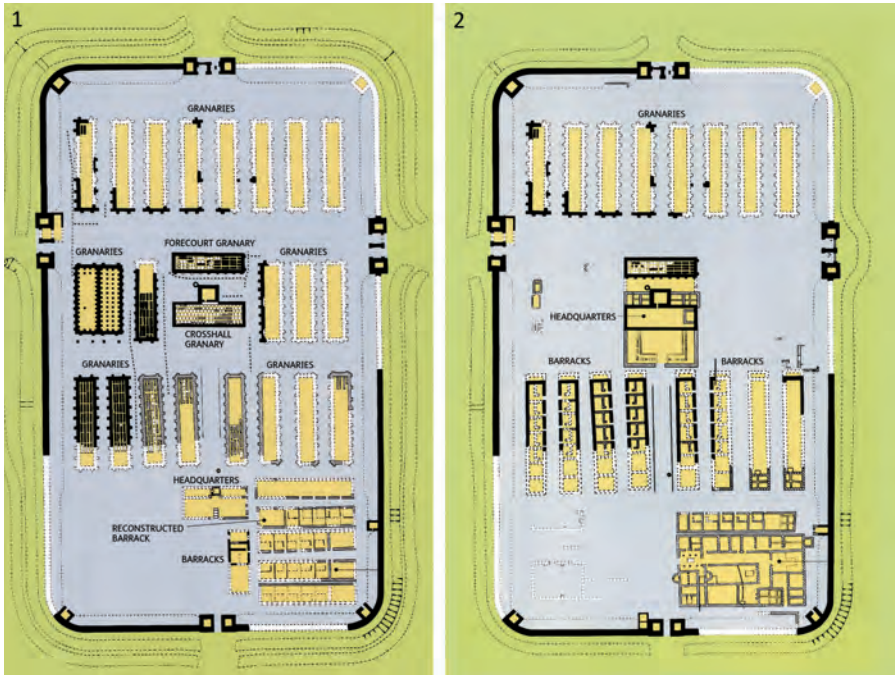 1
GRANARIES
FORECOURT GRANARY
GRANARIES
GRANARIES
CROSSHALL
GRANARY
GRANARIES
GRANARIES
HEADQUARTERS
RECONSTRUCTED
BARRACK
BARRACKS
2
GRANARIES
HEADQUARTERS
BARRACKS
BARRACKS